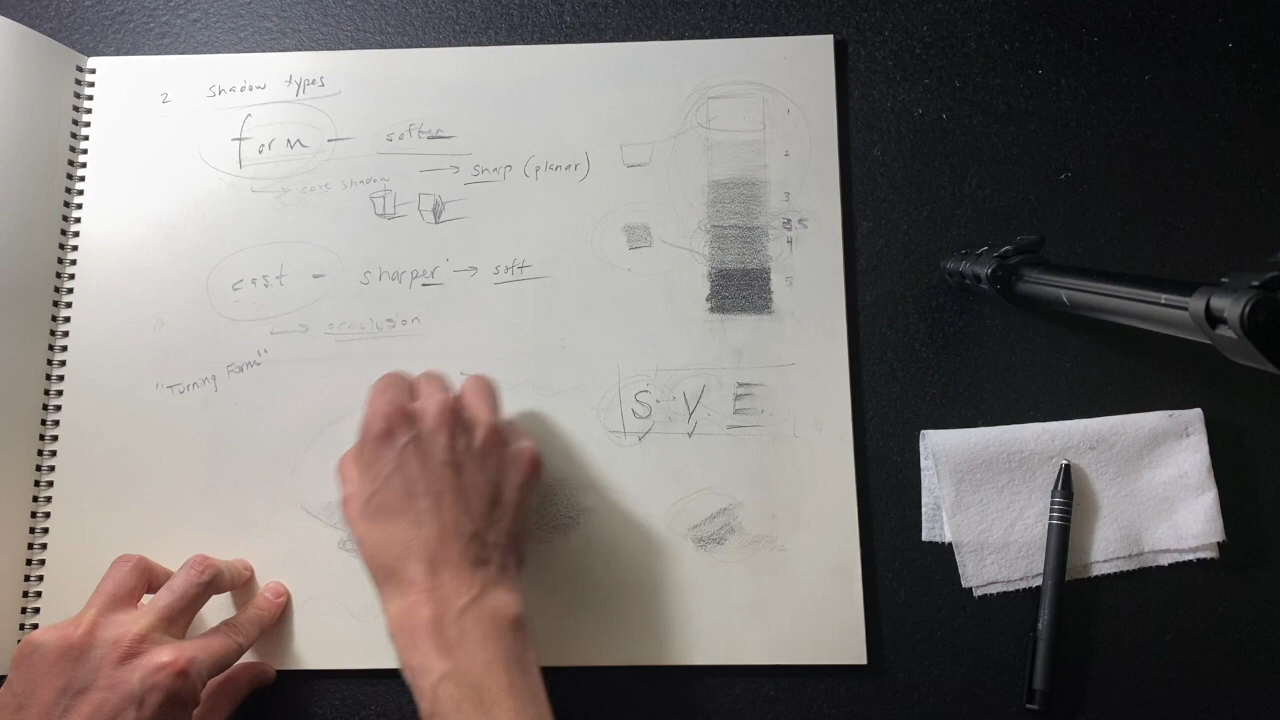 2 Shadow types
form - softer
→ sharp (planar)
→ core shadow
cast - sharper → soft
→ occlusion
"Turning Form"
1
2
3
3.5
4
5
S → V E